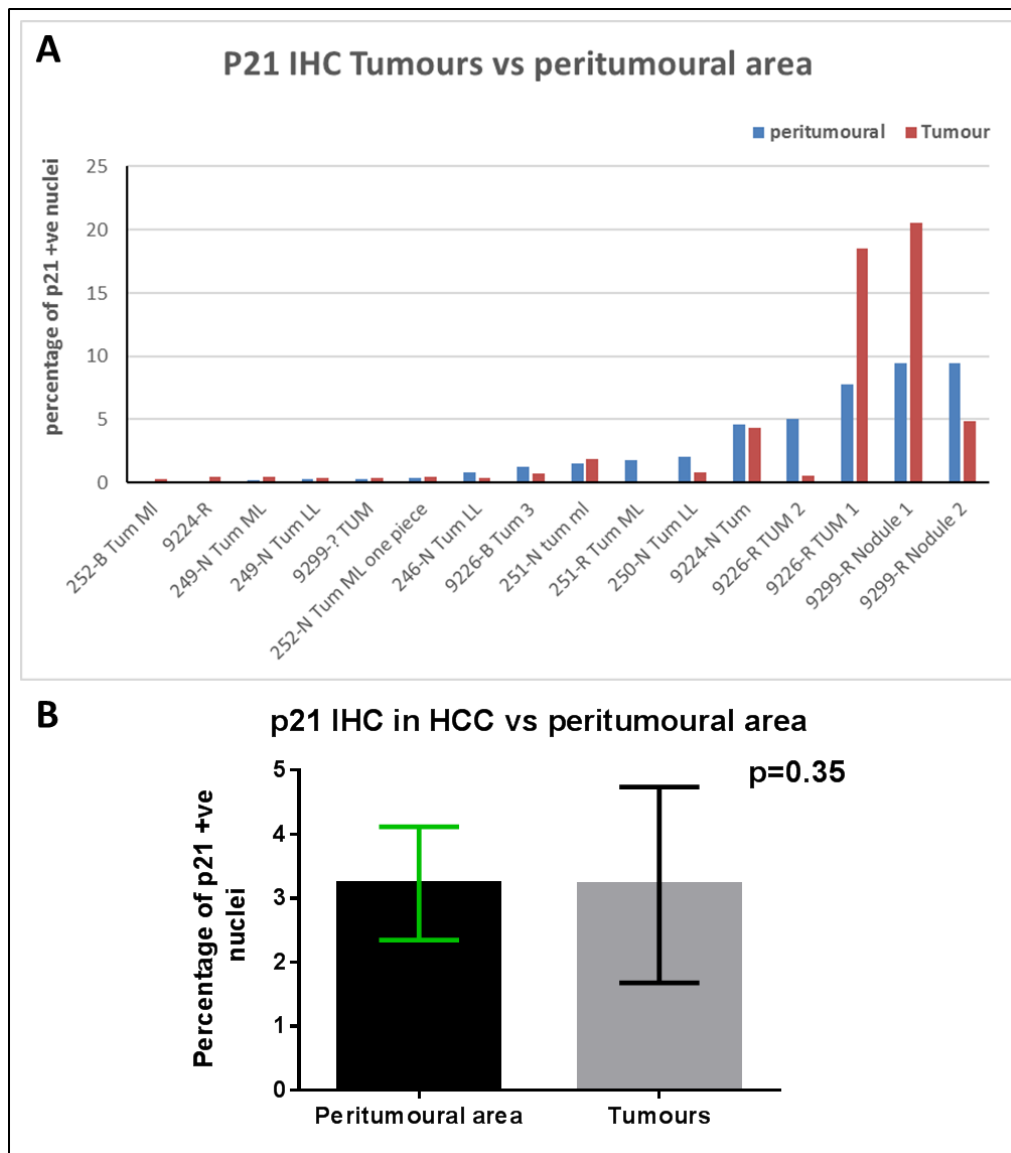 A
P21 IHC Tumours vs peritumoural area
peritumoural Tumour
percentage of p21 +ve nuclei
25
20
15
10
5
0
252-B Tum Ml
9224-R
249-N Tum ML
249-N Tum LL
9299-? TUM
252-N Tum ML one piece
246-N Tum LL
9226-B Tum 3
251-N tum ml
251-R Tum ML
250-N Tum LL
9224-N Tum
9226-R TUM 2
9226-R TUM 1
9299-R Nodule 1
9299-R Nodule 2
B
p21 IHC in HCC vs peritumoural area
p=0.35
Percentage of p21 +ve
nuclei
5
4
3
2
1
0
Peritumoural area
Tumours